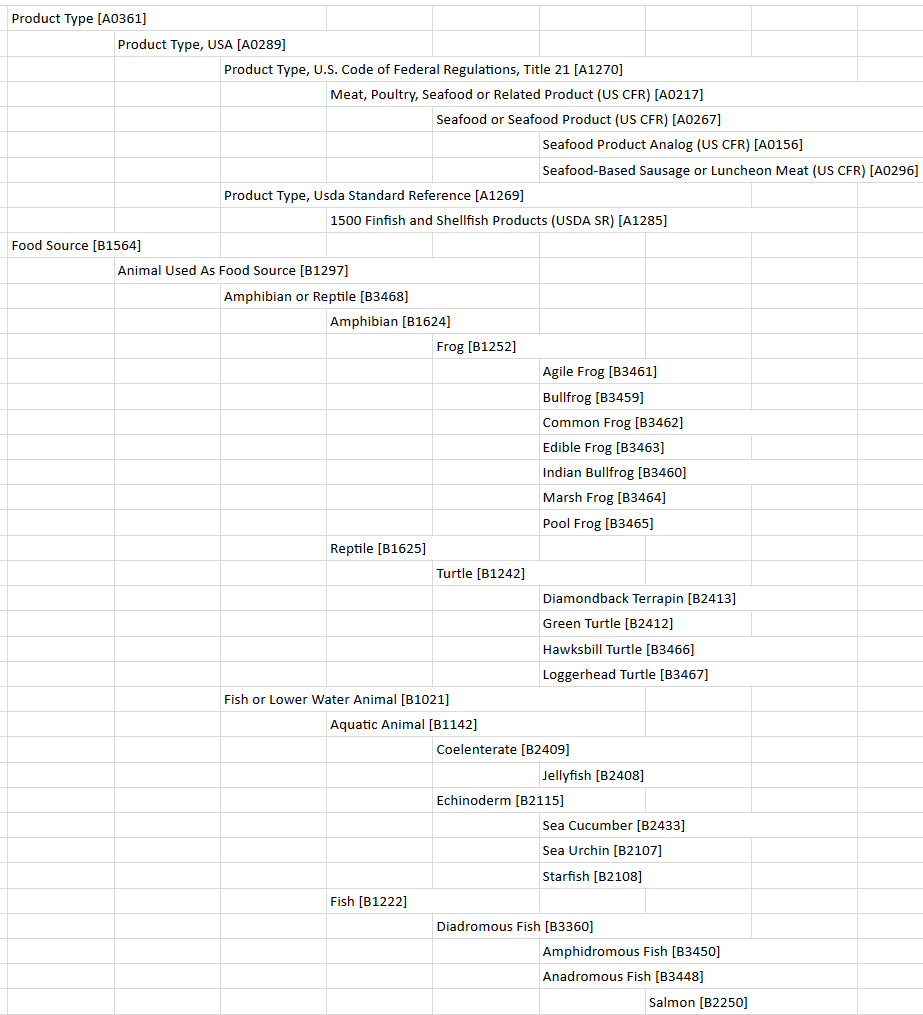 Product Type [A0361]
Product Type, USA [A0289]
Product Type, U.S. Code of Federal Regulations, Title 21 [A1270]
Meat, Poultry, Seafood or Related Product (US CFR) [A0217]
Seafood or Seafood Product (US CFR) [A0267]
Seafood Product Analog (US CFR) [A0156]
Seafood-Based Sausage or Luncheon Meat (US CFR) [A0296]
Product Type, Usda Standard Reference [A1269]
1500 Finfish and Shellfish Products (USDA SR) [A1285]
Food Source [B1564]
Animal Used As Food Source [B1297]
Amphibian or Reptile [B3468]
Amphibian [B1624]
Frog [B1252]
Agile Frog [B3461]
Bullfrog [B3459]
Common Frog [B3462]
Edible Frog [B3463]
Indian Bullfrog [B3460]
Marsh Frog [B3464]
Pool Frog [B3465]
Reptile [B1625]
Turtle [B1242]
Diamondback Terrapin [B2413]
Green Turtle [B2412]
Hawksbill Turtle [B3466]
Loggerhead Turtle [B3467]
Fish or Lower Water Animal [B1021]
Aquatic Animal [B1142]
Coelenterate [B2409]
Jellyfish [B2408]
Echinoderm [B2115]
Sea Cucumber [B2433]
Sea Urchin [B2107]
Starfish [B2108]
Fish [B1222]
Diadromous Fish [B3360]
Amphidromous Fish [B3450]
Anadromous Fish [B3448]
Salmon [B2250]